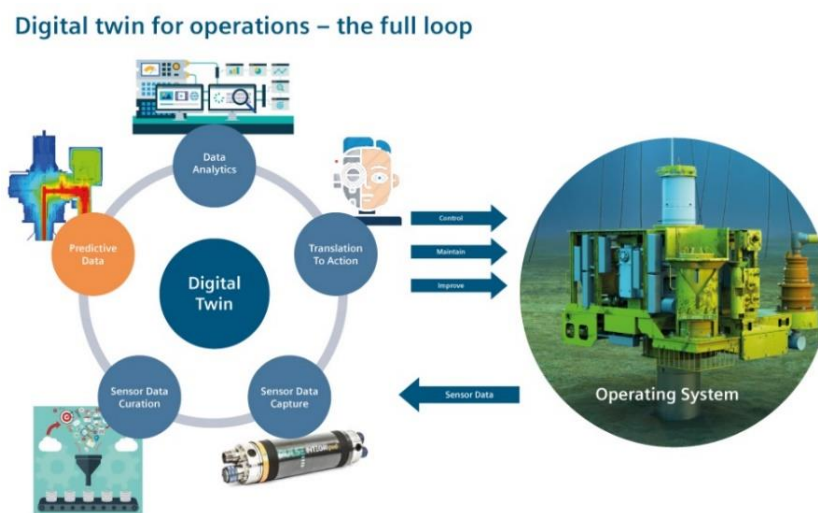 Digital twin for operations – the full loop
Data
Analytics
Predictive
Data
Translation
To Action
Digital
Twin
Sensor Data
Curation
Sensor Data
Capture
Control
Maintain
Improve
Sensor Data
Operating System